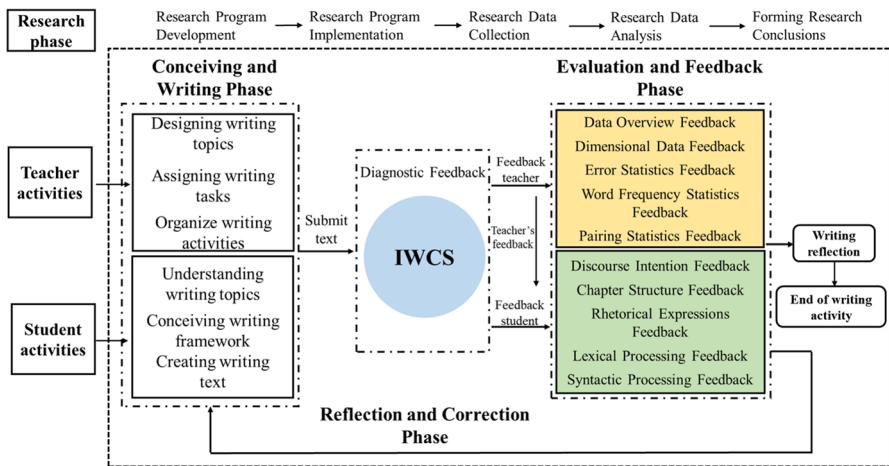 Research phase
Research Program Development
Research Program Implementation
Research Data Collection
Research Data Analysis
Forming Research Conclusions
Conceiving and Writing Phase
Evaluation and Feedback Phase
Teacher activities
Student activities
Designing writing topics
Assigning writing tasks
Organize writing activities
Understanding writing topics
Conceiving writing framework
Creating writing text
Submit text
Diagnostic Feedback
IWCS
Feedback teacher
Teacher's feedback
Feedback student
Data Overview Feedback
Dimensional Data Feedback
Error Statistics Feedback
Word Frequency Statistics Feedback
Pairing Statistics Feedback
Discourse Intention Feedback
Chapter Structure Feedback
Rhetorical Expressions Feedback
Lexical Processing Feedback
Syntactic Processing Feedback
Writing reflection
End of writing activity
Reflection and Correction Phase